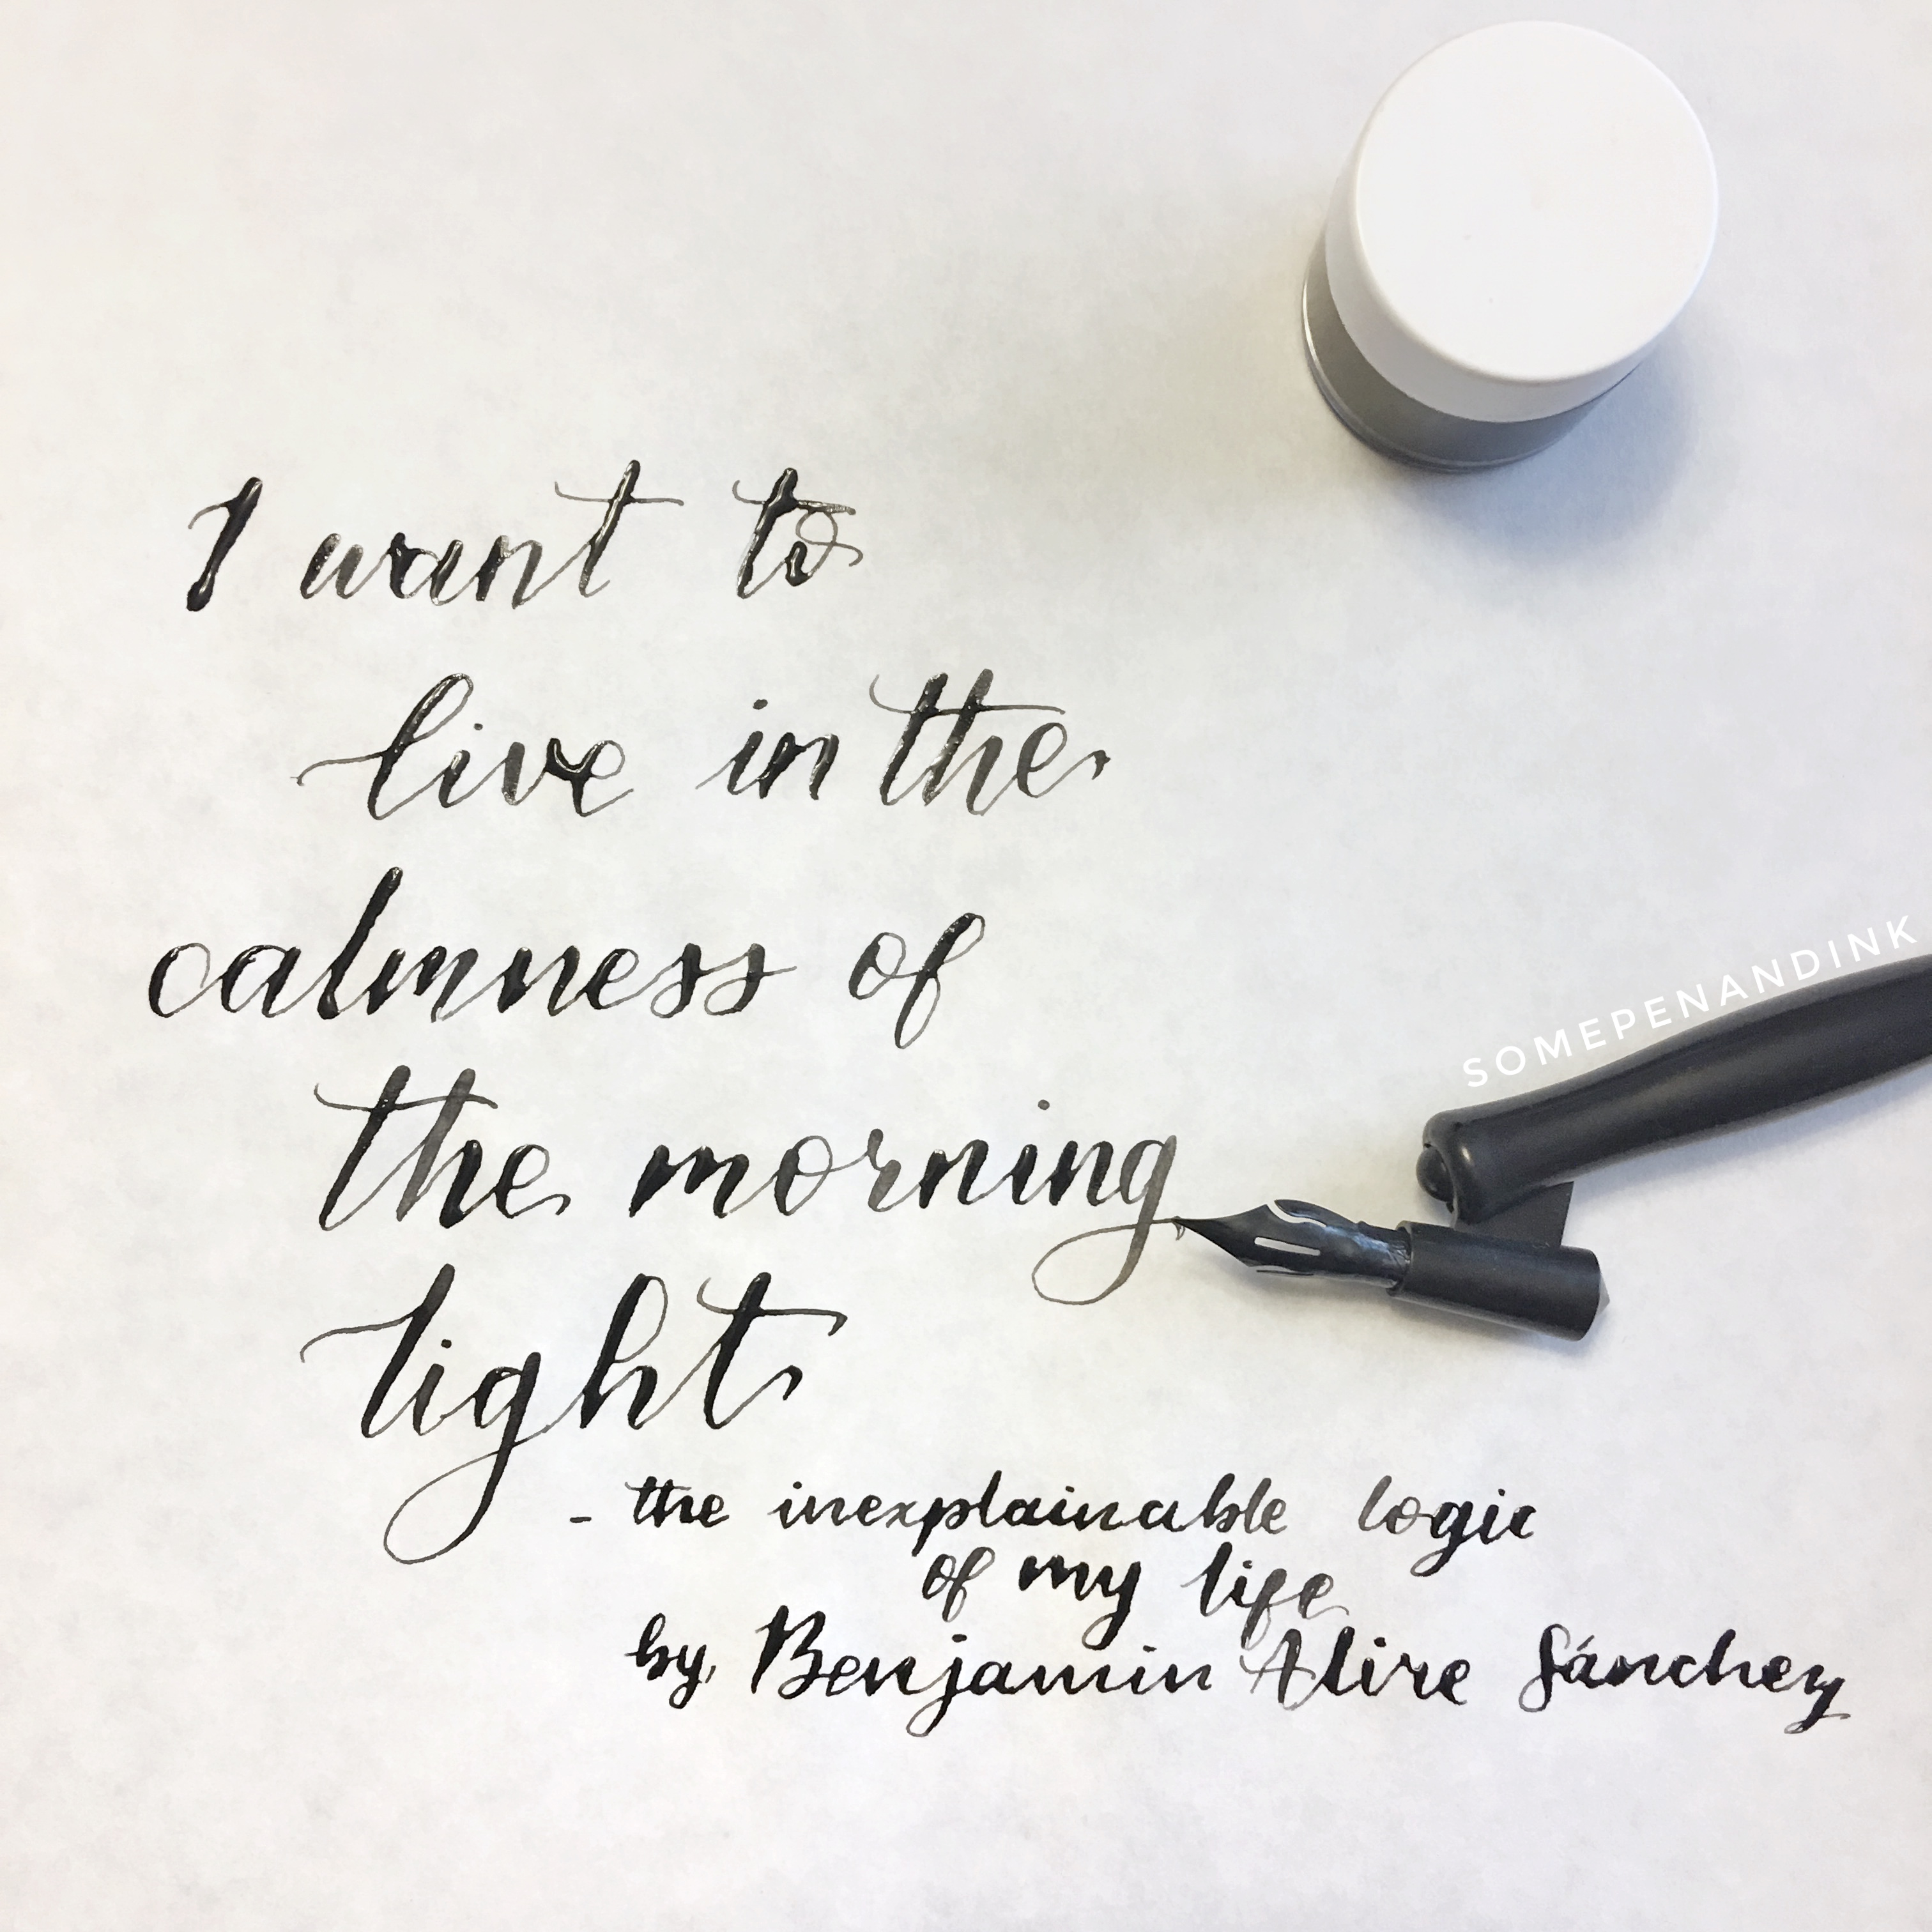 I want to
live in the
calmness of
the morning
light
- the inexplainable logic
of my life
by Benjamin Alire Sánchez
SOMEPENANDINK